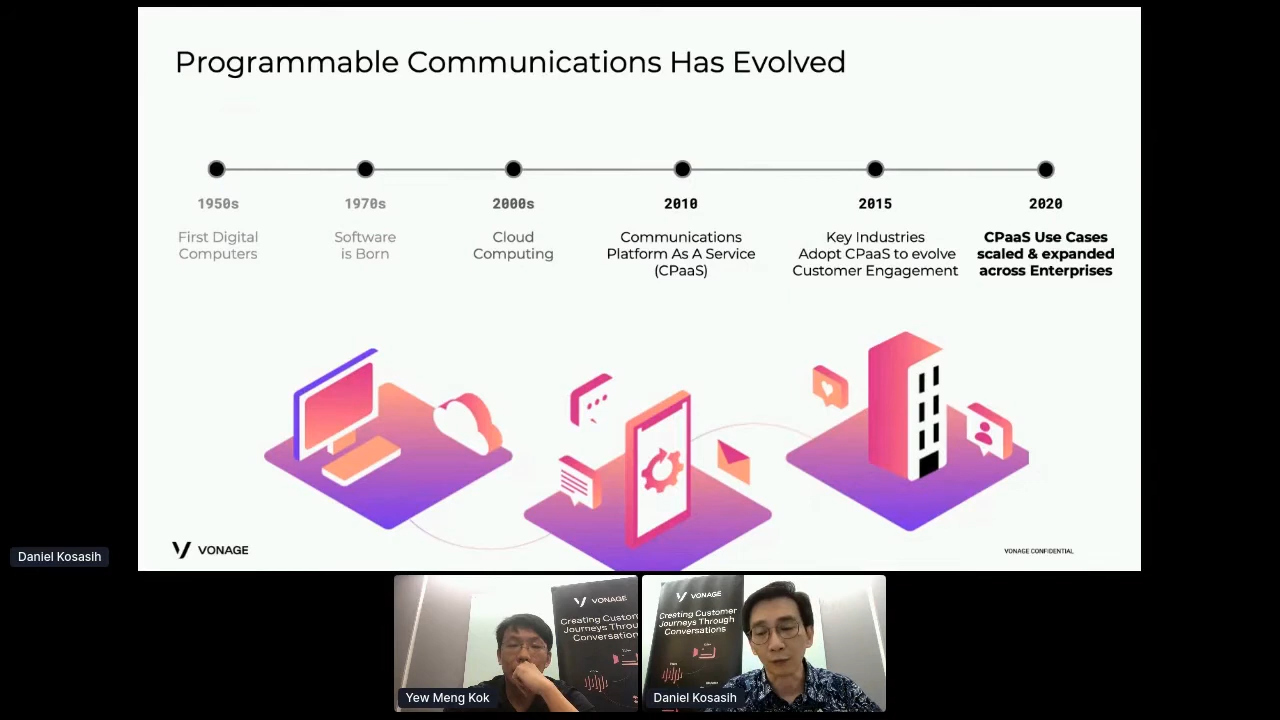 Programmable Communications Has Evolved
1950s
First Digital
Computers
1970s
Software
is Born
2000s
Cloud
Computing
2010
Communications
Platform As A Service
(CPaaS)
2015
Key Industries
Adopt CPaaS to evolve
Customer Engagement
2020
CPaaS Use Cases
scaled & expanded
across Enterprises
VONAGE
VONAGE CONFIDENTIAL
Daniel Kosasih
VONAGE
Creating Custom
Journeys Throu
Conversations
Yew Meng Kok
VONAGE
Creating Customer
Journeys Through
Conversations
Daniel Kosasih